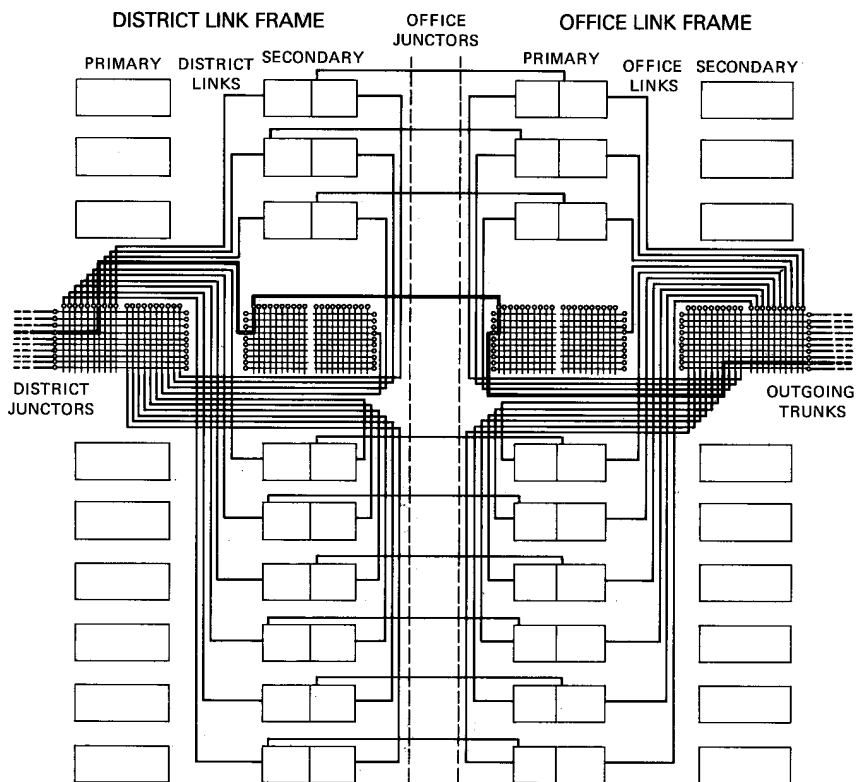 DISTRICT LINK FRAME
OFFICE
JUNCTORS
OFFICE LINK FRAME
PRIMARY
DISTRICT
LINKS
SECONDARY
PRIMARY
OFFICE
LINKS
SECONDARY
DISTRICT
JUNCTORS
OUTGOING
TRUNKS